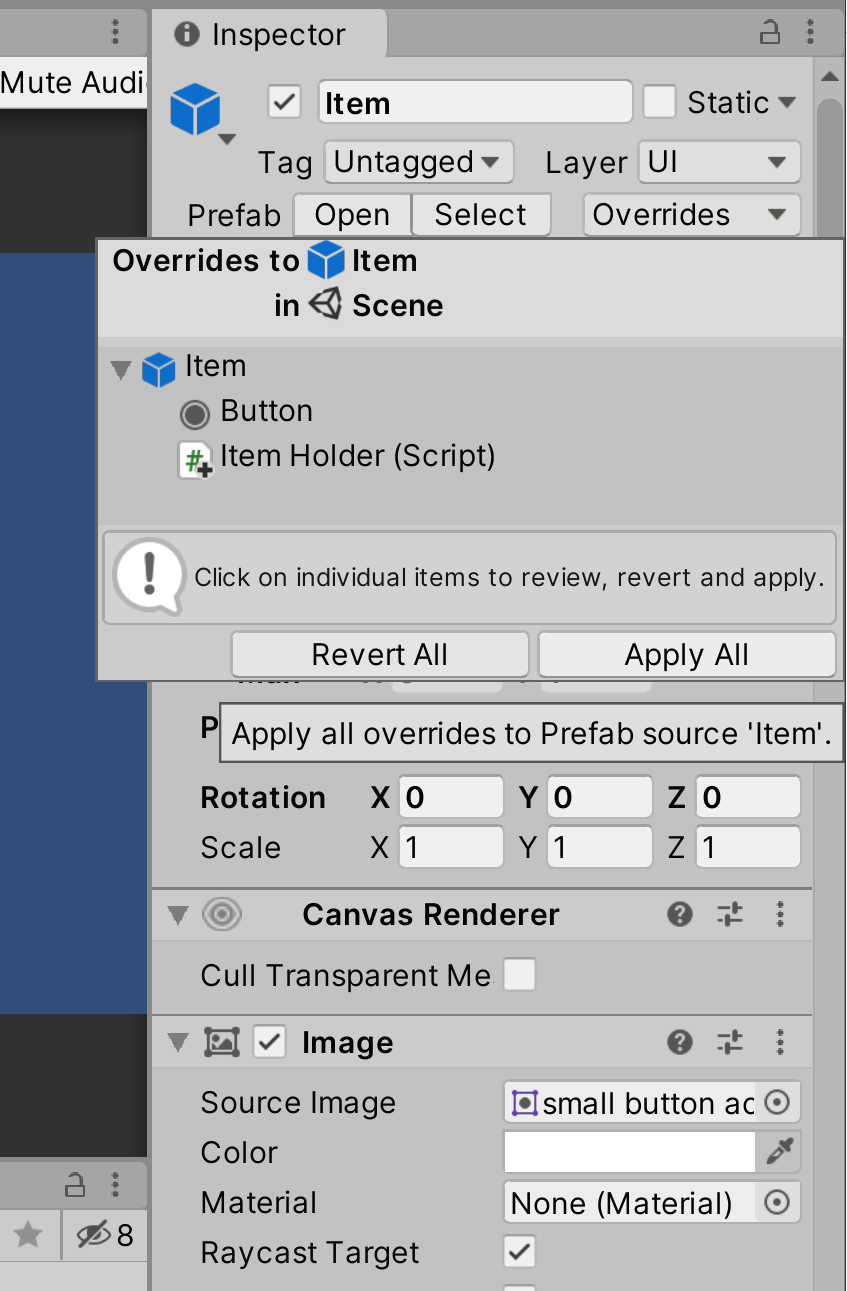 Inspector
Mute Audi
Item
Static
Tag Untagged Layer UI
Prefab Open Select Overrides
Overrides to Item
in Scene
Item
Button
Item Holder (Script)
Click on individual items to review, revert and apply.
Revert All Apply All
P
Apply all overrides to Prefab source 'Item'.
Rotation X 0 Y 0 Z 0
Scale X 1 Y 1 Z 1
Canvas Renderer
Cull Transparent Me
Image
Source Image small button ac
Color
Material None (Material)
8
Raycast Target